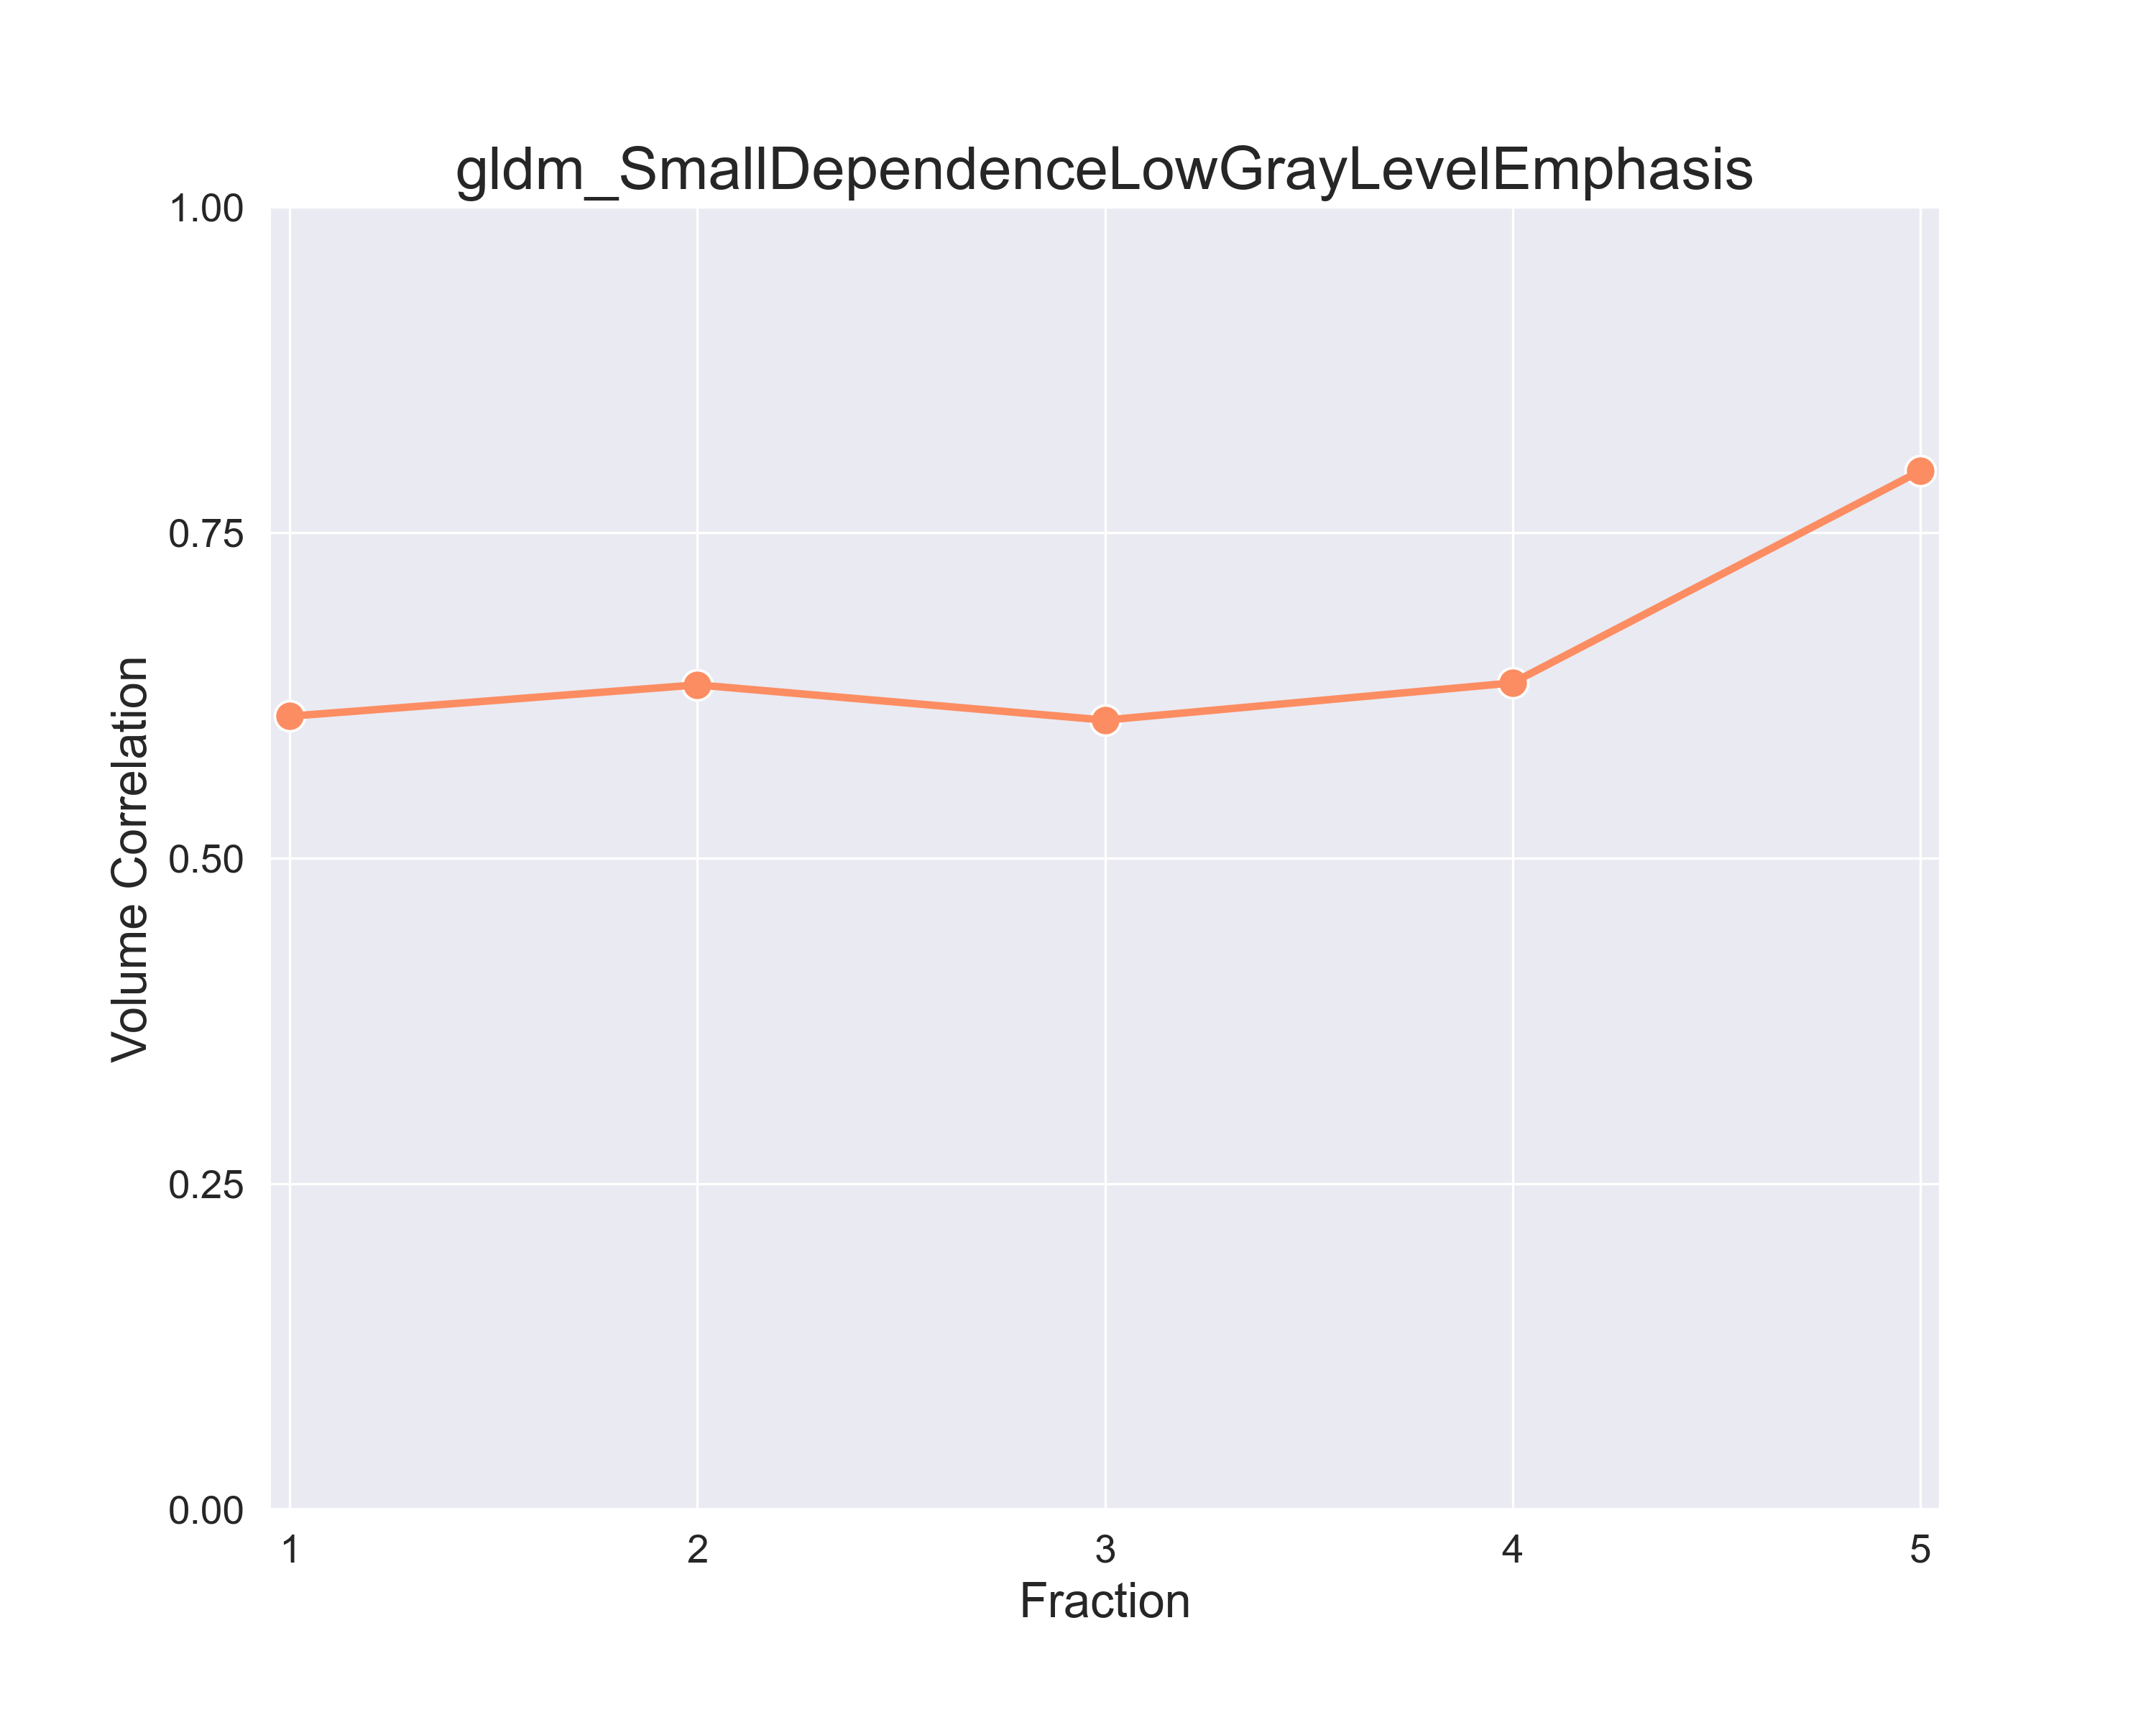 gldm_SmallDependenceLowGrayLevelEmphasis
1.00
0.75
0.50
0.25
0.00
Volume Correlation
1 2 3 4 5
Fraction